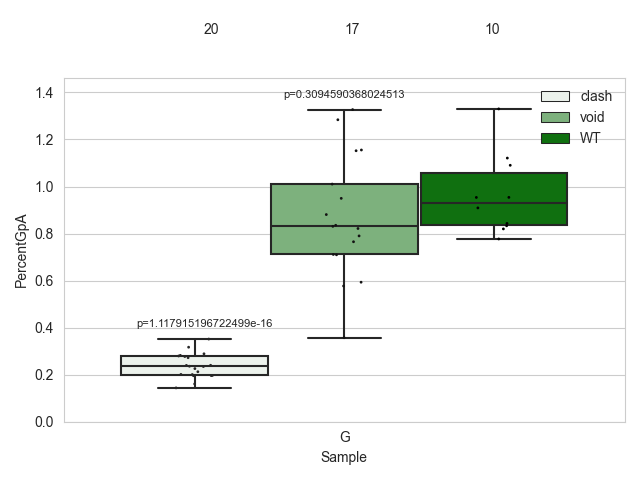 20 17 10
1.4
1.2
1.0
0.8
0.6
0.4
0.2
0.0
PercentGpA
p=0.3094590368024513
p=1.117915196722499e-16
clash
void
WT
G
Sample